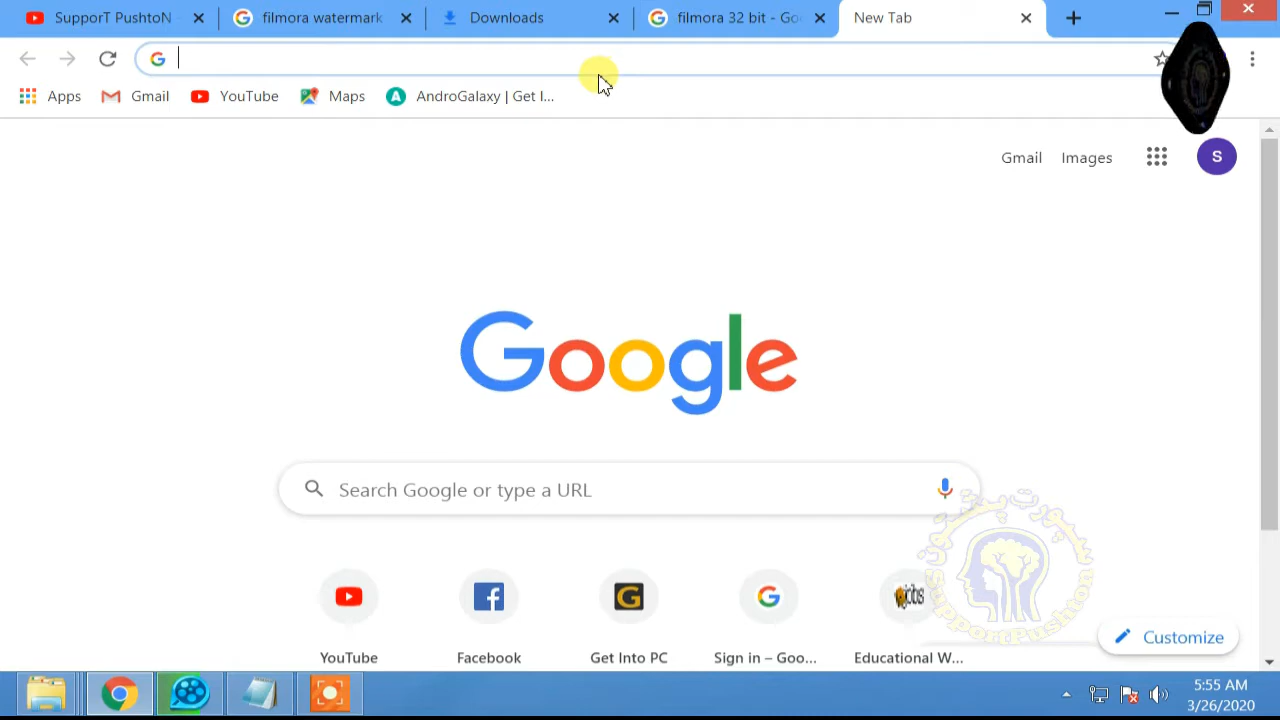 SupporT PushtoN
filmora watermark
Downloads
filmora 32 bit - Go
New Tab
Apps
Gmail
YouTube
Maps
AndroGalaxy | Get I...
Gmail
Images
S
Google
Search Google or type a URL
YouTube
Facebook
G
Get Into PC
Sign in – Goo...
jobs
Educational W...
SupportPushton
Customize
5:55 AM
3/26/2020